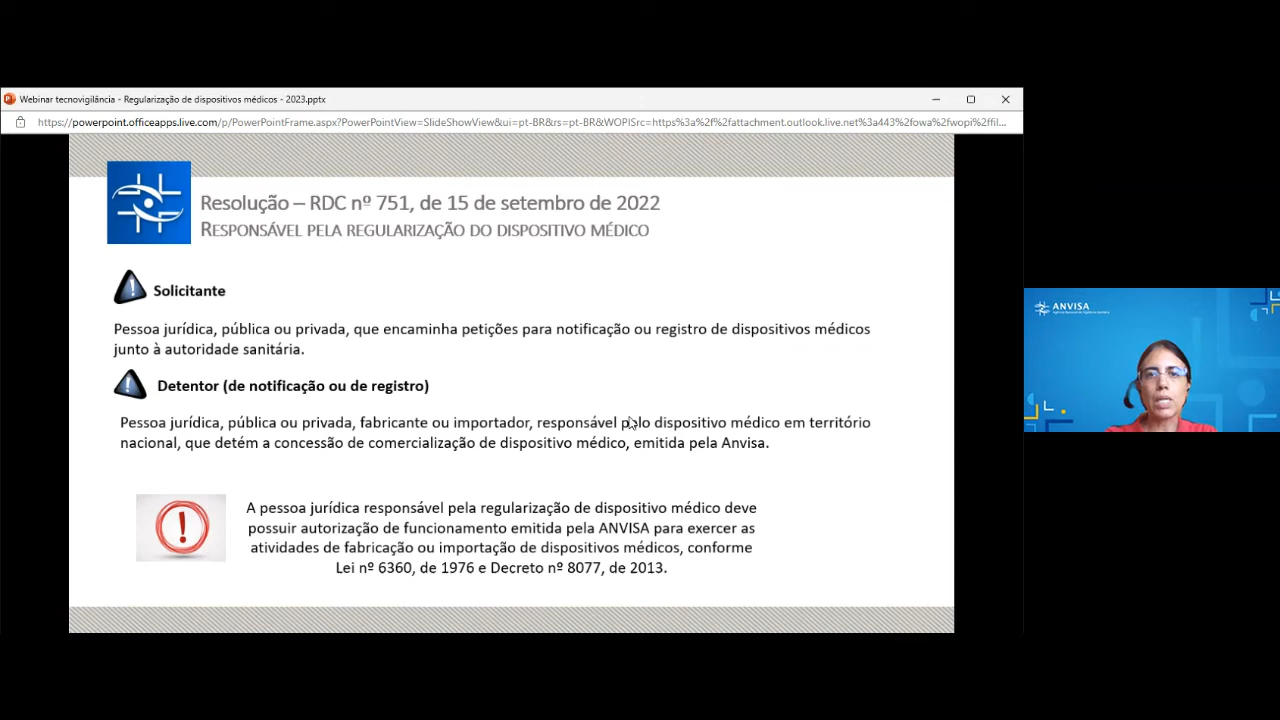 Webinar tecnovigilância - Regularização de dispositivos médicos - 2023.pptx
https://powerpoint.officeapps.live.com/p/PowerPointFrame.aspx?PowerPointView=SlideShowView&ui=pt-BR&rs=pt-BR&WOPISrc=https%3a%2f%2fattachment.outlook.live.net%3a443%2fowa%2fwopi%2ffil...
Resolução – RDC nº 751, de 15 de setembro de 2022
RESPONSÁVEL PELA REGULARIZAÇÃO DO DISPOSITIVO MÉDICO
Solicitante
Pessoa jurídica, pública ou privada, que encaminha petições para notificação ou registro de dispositivos médicos
junto à autoridade sanitária.
Detentor (de notificação ou de registro)
Pessoa jurídica, pública ou privada, fabricante ou importador, responsável pelo dispositivo médico em território
nacional, que detém a concessão de comercialização de dispositivo médico, emitida pela Anvisa.
A pessoa jurídica responsável pela regularização de dispositivo médico deve
possuir autorização de funcionamento emitida pela ANVISA para exercer as
atividades de fabricação ou importação de dispositivos médicos, conforme
Lei nº 6360, de 1976 e Decreto nº 8077, de 2013.
ANVISA
Agência Nacional de Vigilância Sanitária